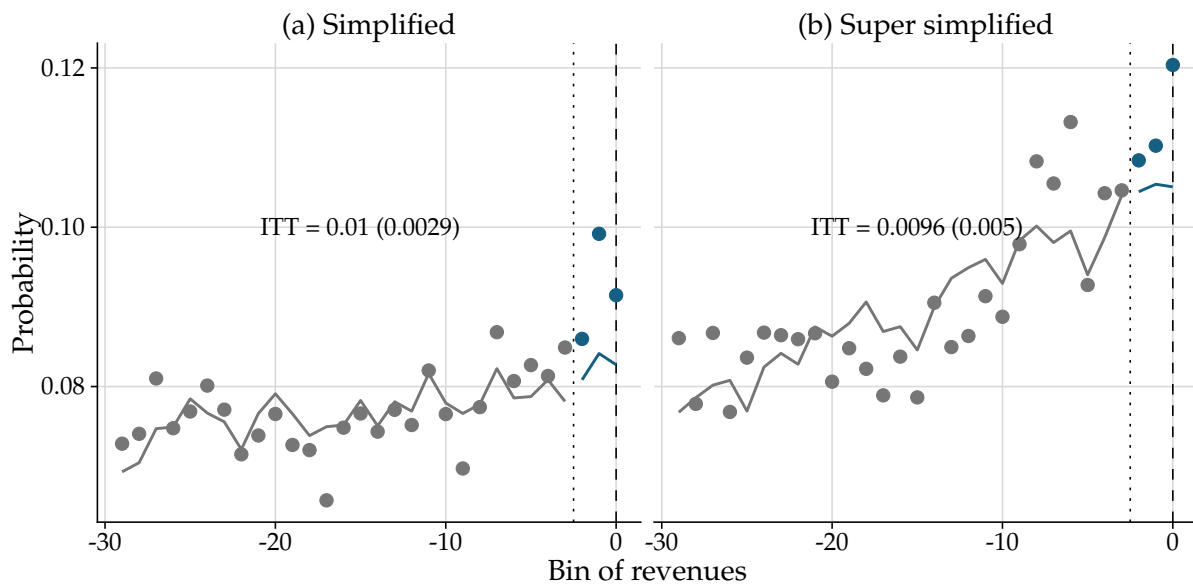 (a) Simplified
(b) Super simplified
Probability
0.12
0.10
0.08
ITT = 0.01 (0.0029)
ITT = 0.0096 (0.005)
-30
-20
-10
0
-30
-20
-10
0
Bin of revenues